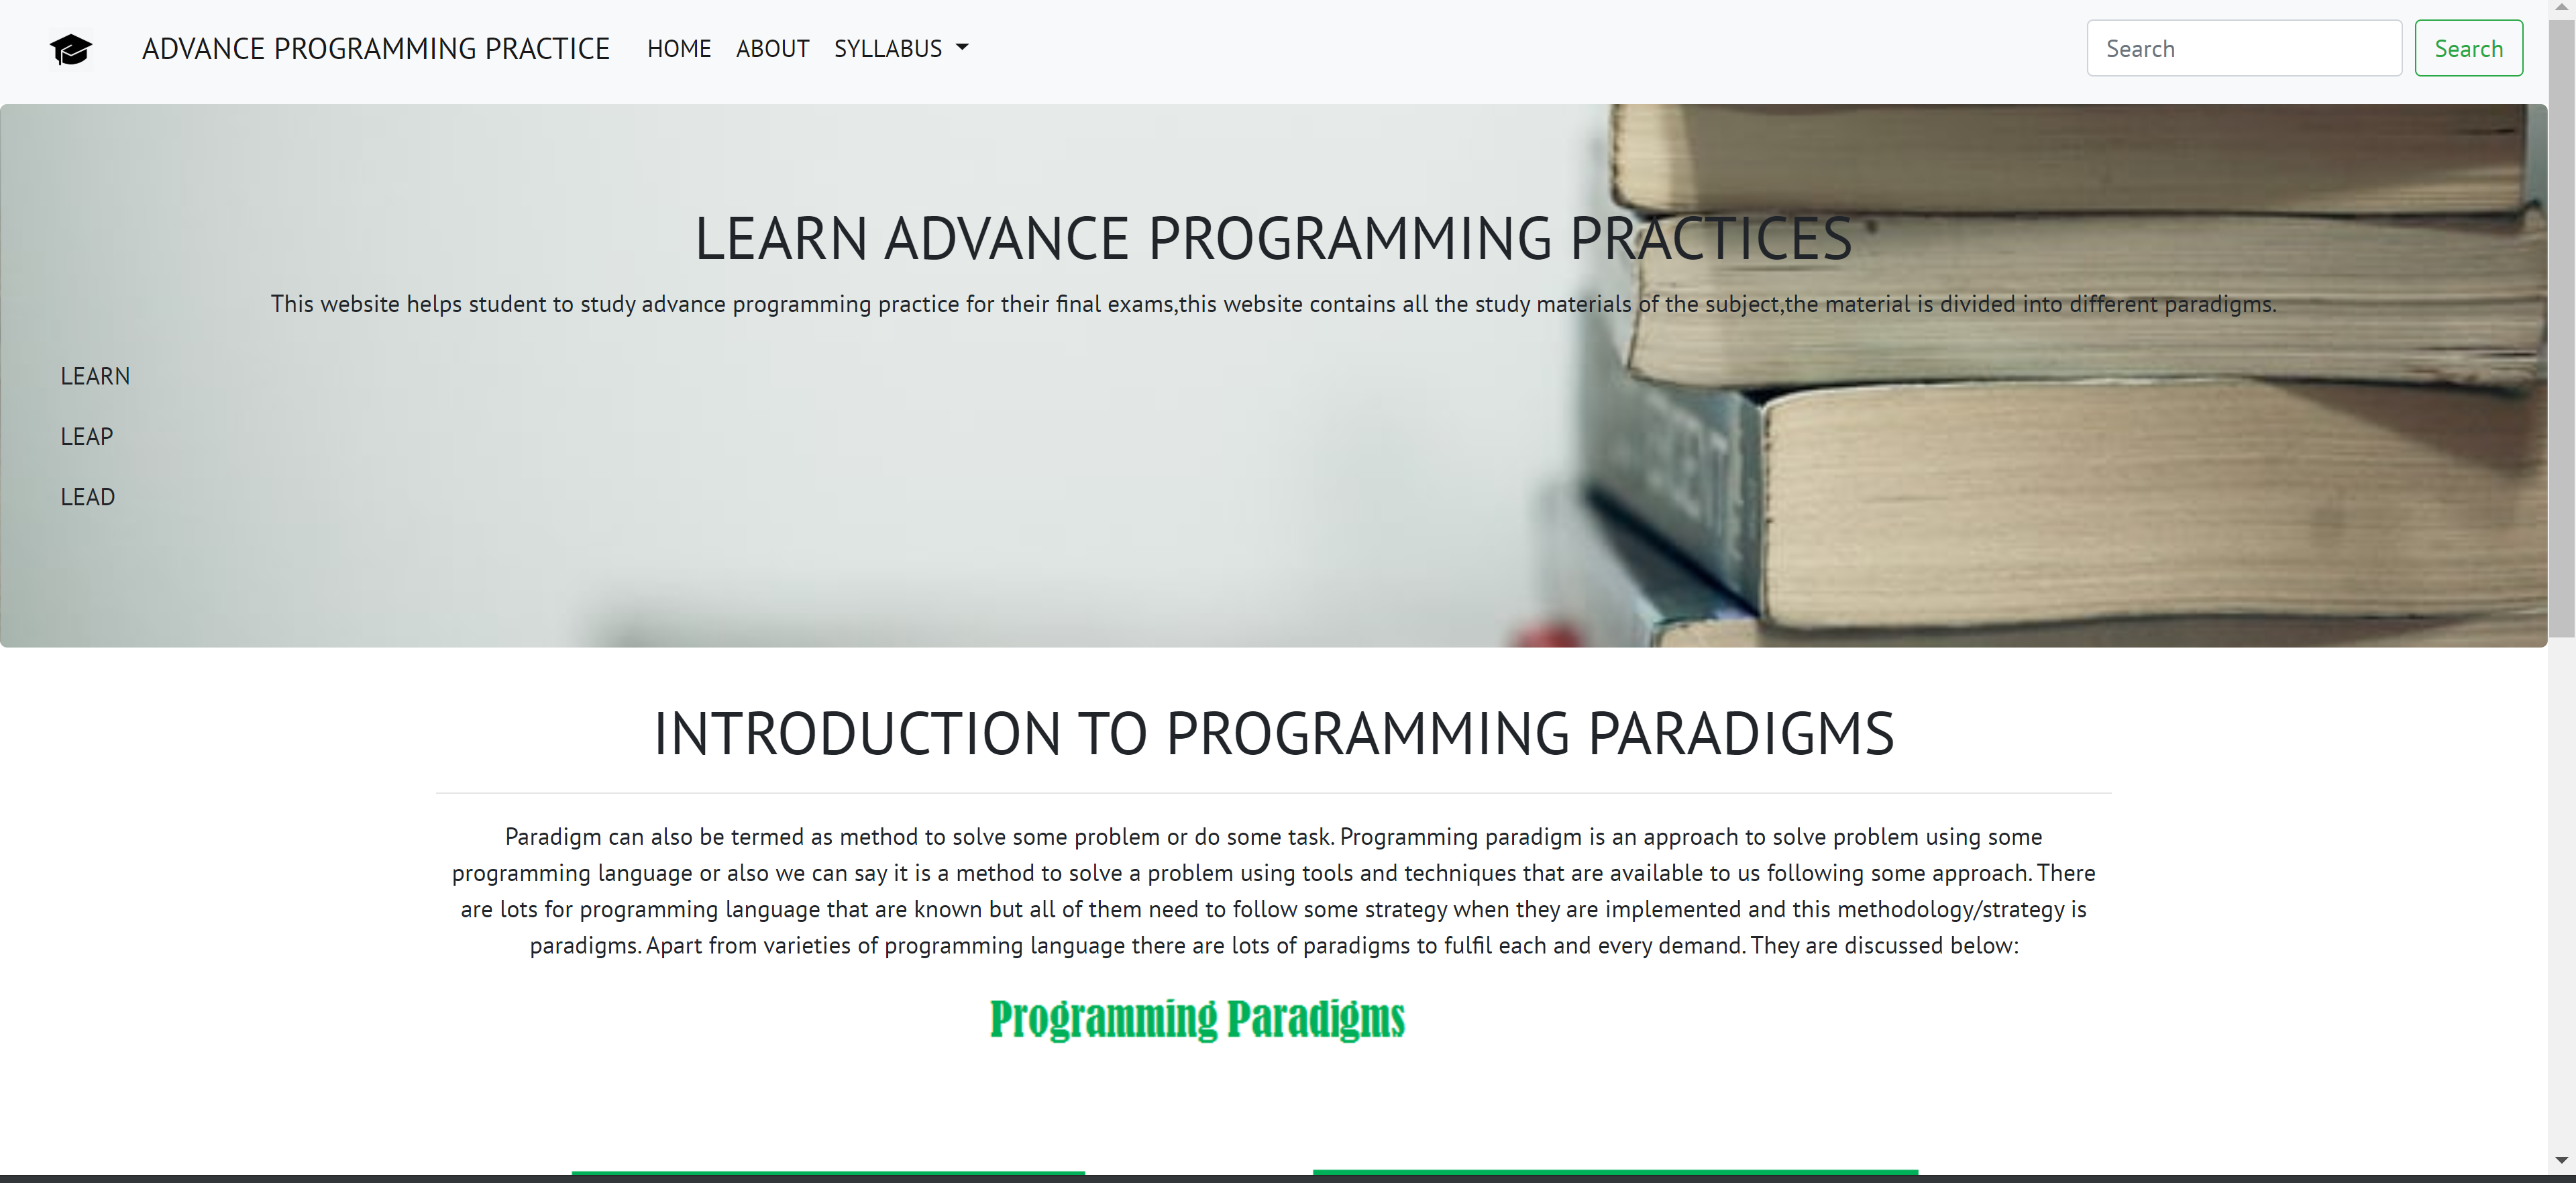 ADVANCE PROGRAMMING PRACTICE HOME ABOUT SYLLABUS Search Search
LEARN ADVANCE PROGRAMMING PRACTICES
This website helps student to study advance programming practice for their final exams,this website contains all the study materials of the subject,the material is divided into different paradigms.
LEARN
LEAP
LEAD
INTRODUCTION TO PROGRAMMING PARADIGMS
Paradigm can also be termed as method to solve some problem or do some task. Programming paradigm is an approach to solve problem using some
programming language or also we can say it is a method to solve a problem using tools and techniques that are available to us following some approach. There
are lots for programming language that are known but all of them need to follow some strategy when they are implemented and this methodology/strategy is
paradigms. Apart from varieties of programming language there are lots of paradigms to fulfil each and every demand. They are discussed below:
Programming Paradigms